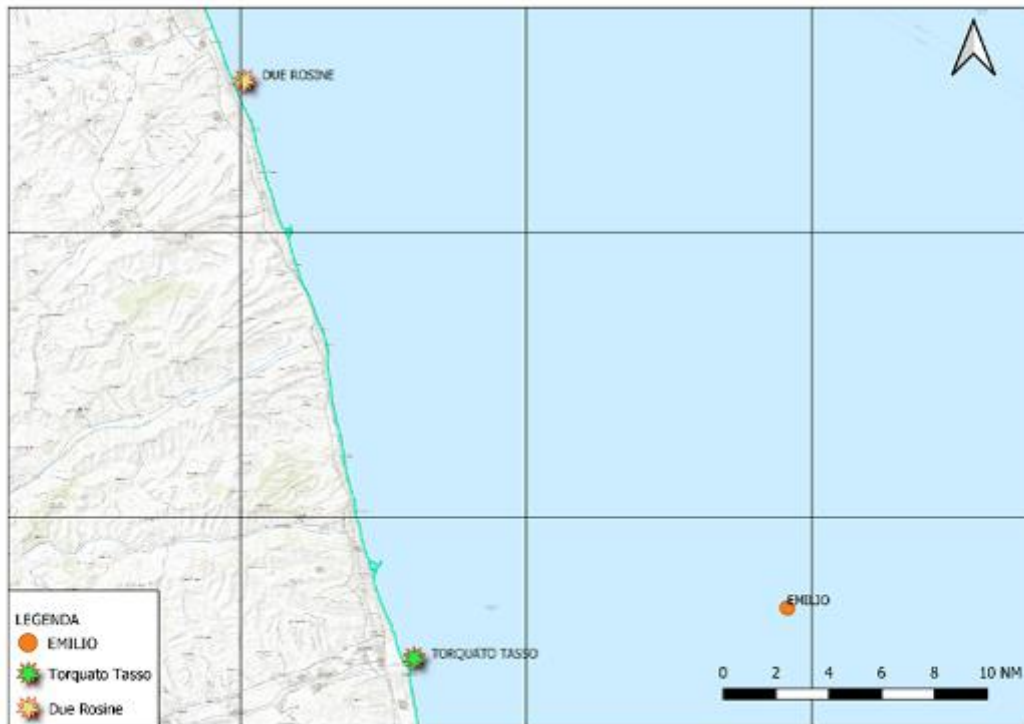 DUE ROSINE
EMILIO
TORQUATO TASSO
LEGENDA
EMILIO
Torquato Tasso
Due Rosine
0 2 4 6 8 10 NM